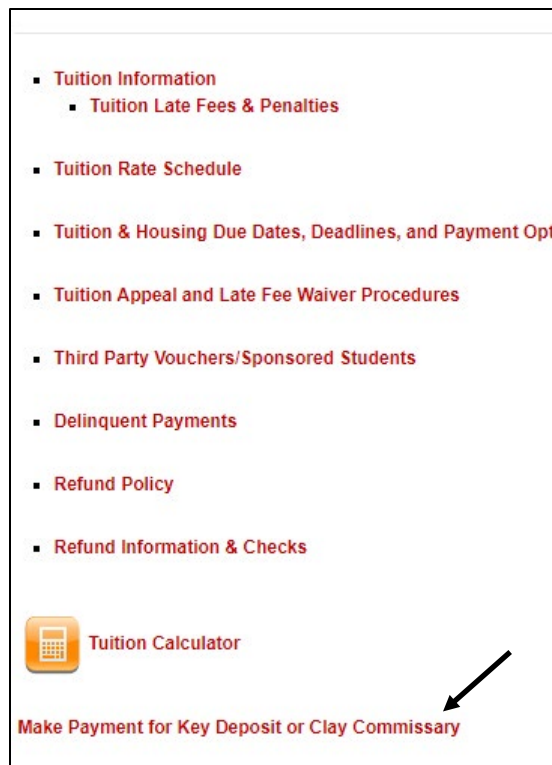 Tuition Information
Tuition Late Fees & Penalties
Tuition Rate Schedule
Tuition & Housing Due Dates, Deadlines, and Payment Opt
Tuition Appeal and Late Fee Waiver Procedures
Third Party Vouchers/Sponsored Students
Delinquent Payments
Refund Policy
Refund Information & Checks
Tuition Calculator
Make Payment for Key Deposit or Clay Commissary